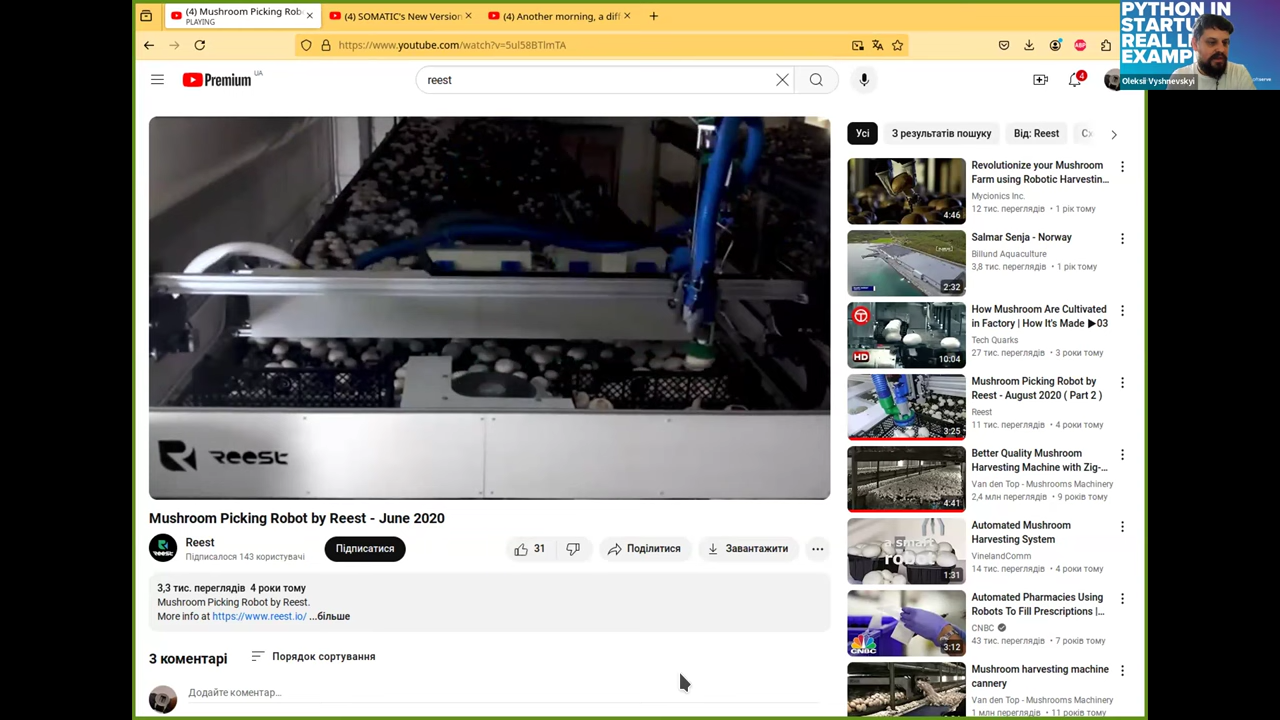 (4) Mushroom Picking Rob
PLAYING
(4) SOMATIC's New Version
(4) Another morning, a diff
https://www.youtube.com/watch?v=5ul58BTlmTA
ABP
PYTHON IN
STARTU
REAL LI
EXAMP
Oleksii Vyshnevskyi
Premium UA
reest
4
Усі
З результатів пошуку
Від: Reest
REEST
Revolutionize your Mushroom
Farm using Robotic Harvestin...
Mycionics Inc.
12 тис. переглядів • 1 рік тому
4:46
Salmar Senja - Norway
Billund Aquaculture
3,8 тис. переглядів • 1 рік тому
2:32
How Mushroom Are Cultivated
in Factory | How It's Made ▶03
Tech Quarks
27 тис. переглядів • 3 роки тому
HD
10:04
Mushroom Picking Robot by
Reest - August 2020 ( Part 2 )
Reest
11 тис. переглядів • 4 роки тому
3:25
Better Quality Mushroom
Harvesting Machine with Zig-...
Van den Top - Mushrooms Machinery
2,4 млн переглядів • 9 років тому
4:41
Automated Mushroom
Harvesting System
VinelandComm
14 тис. переглядів • 4 роки тому
a smart
robot
1:31
Automated Pharmacies Using
Robots To Fill Prescriptions |...
CNBC
43 тис. переглядів • 7 років тому
CNBC
3:12
Mushroom harvesting machine
cannery
Van den Top - Mushrooms Machinery
1 млн переглядів • 11 років тому
Mushroom Picking Robot by Reest - June 2020
Reest
Підписалося 143 користувачі
Підписатися
31
Поділитися
Завантажити
3,3 тис. переглядів 4 роки тому
Mushroom Picking Robot by Reest.
More info at https://www.reest.io/ ...більше
3 коментарі
Порядок сортування
Додайте коментар...